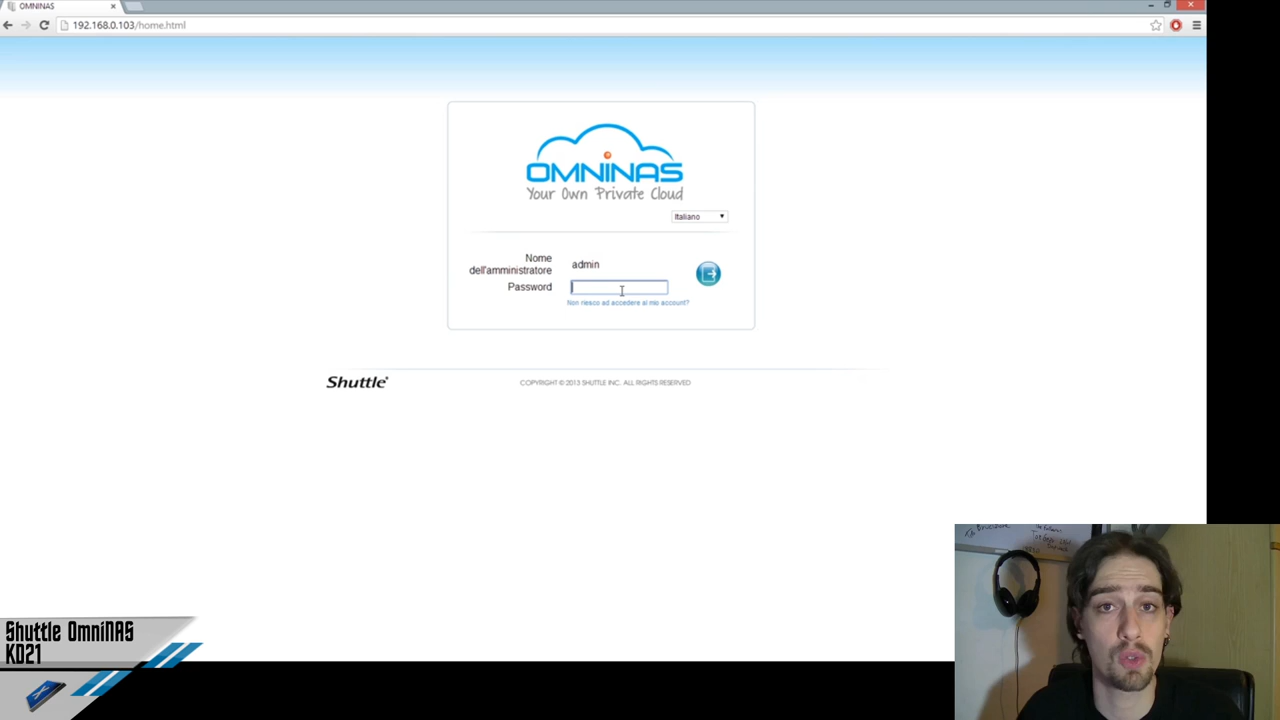 OMNINAS
192.168.0.103/home.html
OMNINAS
Your Own Private Cloud
Italiano
Nome
dell'amministratore
admin
Password
Non riesco ad accedere al mio account?
Shuttle
COPYRIGHT © 2013 SHUTTLE INC. ALL RIGHTS RESERVED
Shuttle OmniNAS
KD21